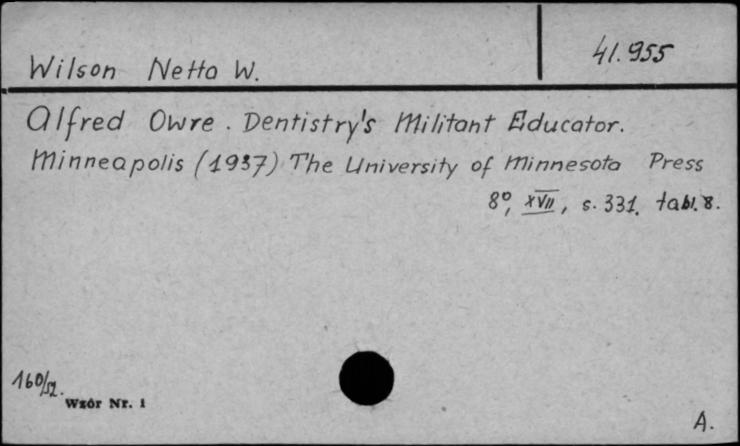 Wilson Netta W.
41.955
Alfred Owre. Dentistry's Militant Educator.
Minneapolis (1937) The University of Minnesota Press
8°, XVII, s. 331. tabl. 8.
160/52.
Wzór Nr. 1
A.